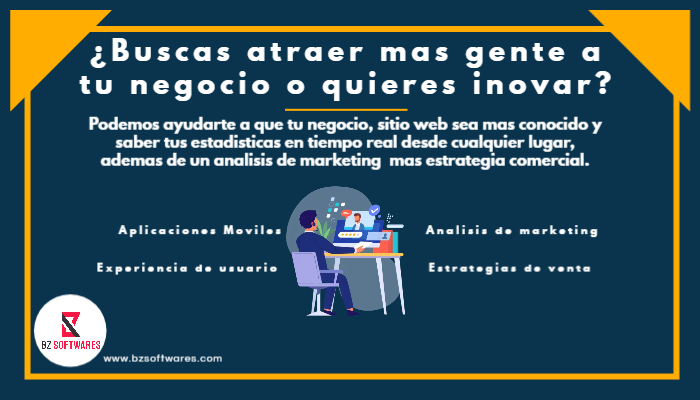 ¿Buscas atraer mas gente a
tu negocio o quieres inovar?
Podemos ayudarte a que tu negocio, sitio web sea mas conocido y
saber tus estadisticas en tiempo real desde cualquier lugar,
ademas de un analisis de marketing mas estrategia comercial.
Aplicaciones Moviles
Analisis de marketing
Experiencia de usuario
Estrategias de venta
BZ SOFTWARES
www.bzsoftwares.com